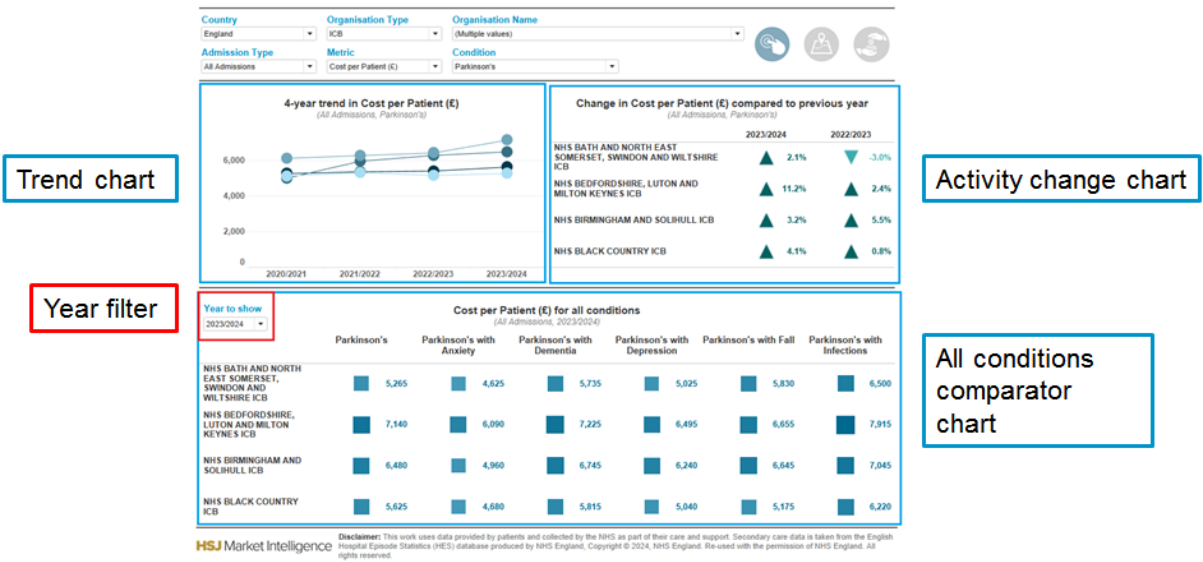 Country
Organisation Type
Organisation Name
England
ICB
(Multiple values)
Admission Type
Metric
Condition
All Admissions
Cost per Patient (£)
Parkinson's
Trend chart
4-year trend in Cost per Patient (£)
(All Admissions, Parkinson's)
6,000
4,000
2,000
0
2020/2021 2021/2022 2022/2023 2023/2024
Change in Cost per Patient (£) compared to previous year
(All Admissions, Parkinson's)
2023/2024 2022/2023
NHS BATH AND NORTH EAST
SOMERSET, SWINDON AND WILTSHIRE
ICB
2.1% -3.0%
NHS BEDFORDSHIRE, LUTON AND
MILTON KEYNES ICB
11.2% 2.4%
NHS BIRMINGHAM AND SOLIHULL ICB 3.2% 5.5%
NHS BLACK COUNTRY ICB 4.1% 0.8%
Activity change chart
Year filter
Year to show
2023/2024
Cost per Patient (£) for all conditions
(All Admissions, 2023/2024)
Parkinson's
Parkinson's with
Anxiety
Parkinson's with
Dementia
Parkinson's with
Depression
Parkinson's with Fall
Parkinson's with
Infections
NHS BATH AND NORTH
EAST SOMERSET,
SWINDON AND
WILTSHIRE ICB
5,265 4,625 5,735 5,025 5,830 6,500
NHS BEDFORDSHIRE,
LUTON AND MILTON
KEYNES ICB
7,140 6,090 7,225 6,495 6,655 7,915
NHS BIRMINGHAM AND
SOLIHULL ICB
6,480 4,960 6,745 6,240 6,645 7,045
NHS BLACK COUNTRY
ICB
5,625 4,680 5,815 5,040 5,175 6,220
All conditions
comparator
chart
HSJ Market Intelligence
Disclaimer: This work uses data provided by patients and collected by the NHS as part of their care and support. Secondary care data is taken from the English
Hospital Episode Statistics (HES) database produced by NHS England, Copyright © 2024, NHS England. Re-used with the permission of NHS England. All
rights reserved.